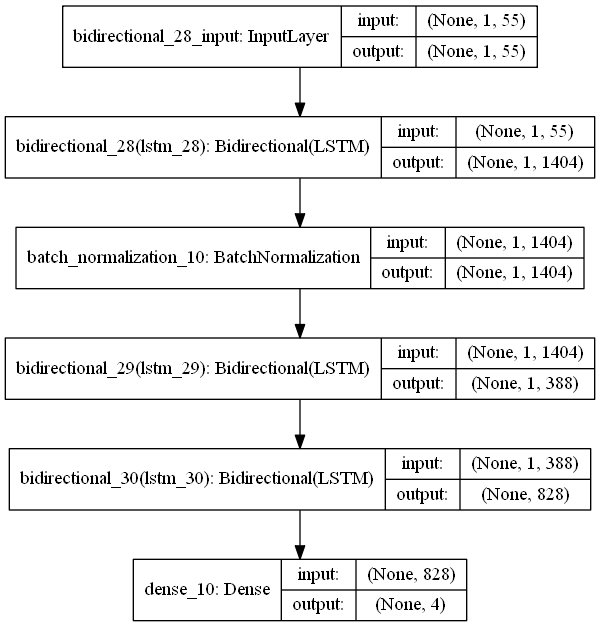 bidirectional_28_input: InputLayer input: (None, 1, 55)
output: (None, 1, 55)
bidirectional_28(lstm_28): Bidirectional(LSTM) input: (None, 1, 55)
output: (None, 1, 1404)
batch_normalization_10: BatchNormalization input: (None, 1, 1404)
output: (None, 1, 1404)
bidirectional_29(lstm_29): Bidirectional(LSTM) input: (None, 1, 1404)
output: (None, 1, 388)
bidirectional_30(lstm_30): Bidirectional(LSTM) input: (None, 1, 388)
output: (None, 828)
dense_10: Dense input: (None, 828)
output: (None, 4)